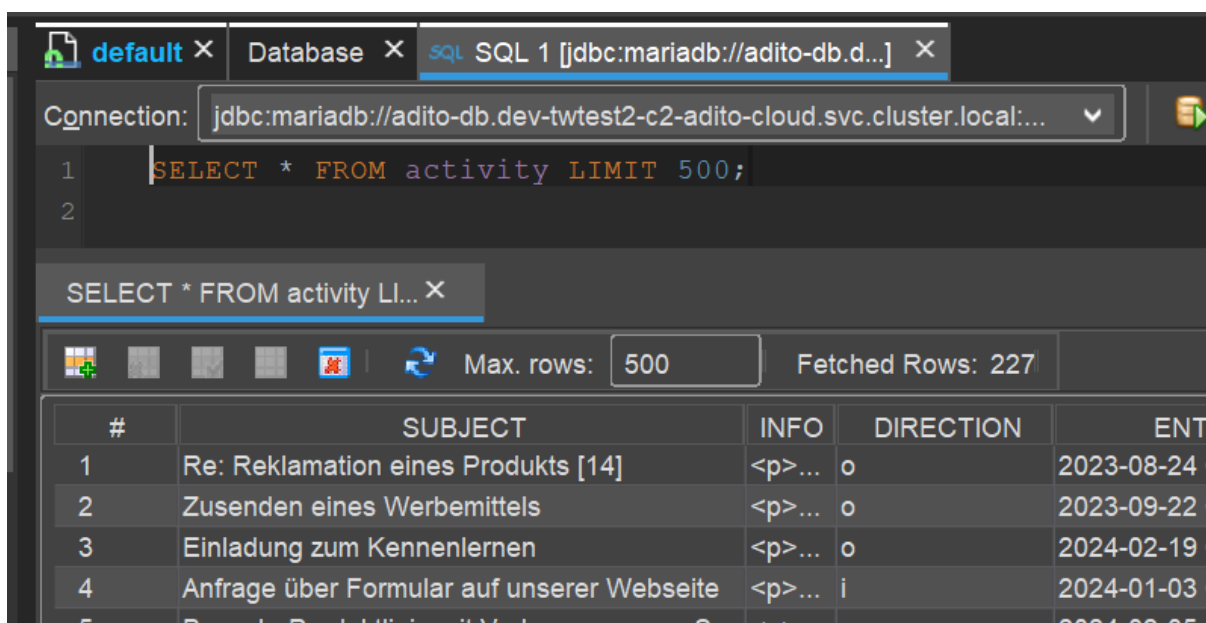 default × Database × SQL SQL 1 [jdbc:mariadb://adito-db.d...] ×
Connection: jdbc:mariadb://adito-db.dev-twtest2-c2-adito-cloud.svc.cluster.local:...
1 SELECT * FROM activity LIMIT 500;
2
SELECT * FROM activity LI... ×
Max. rows: 500 Fetched Rows: 227
# SUBJECT INFO DIRECTION ENT
1 Re: Reklamation eines Produkts [14] <p>... o 2023-08-24
2 Zusenden eines Werbemittels <p>... o 2023-09-22
3 Einladung zum Kennenlernen <p>... o 2024-02-19
4 Anfrage über Formular auf unserer Webseite <p>... i 2024-01-03